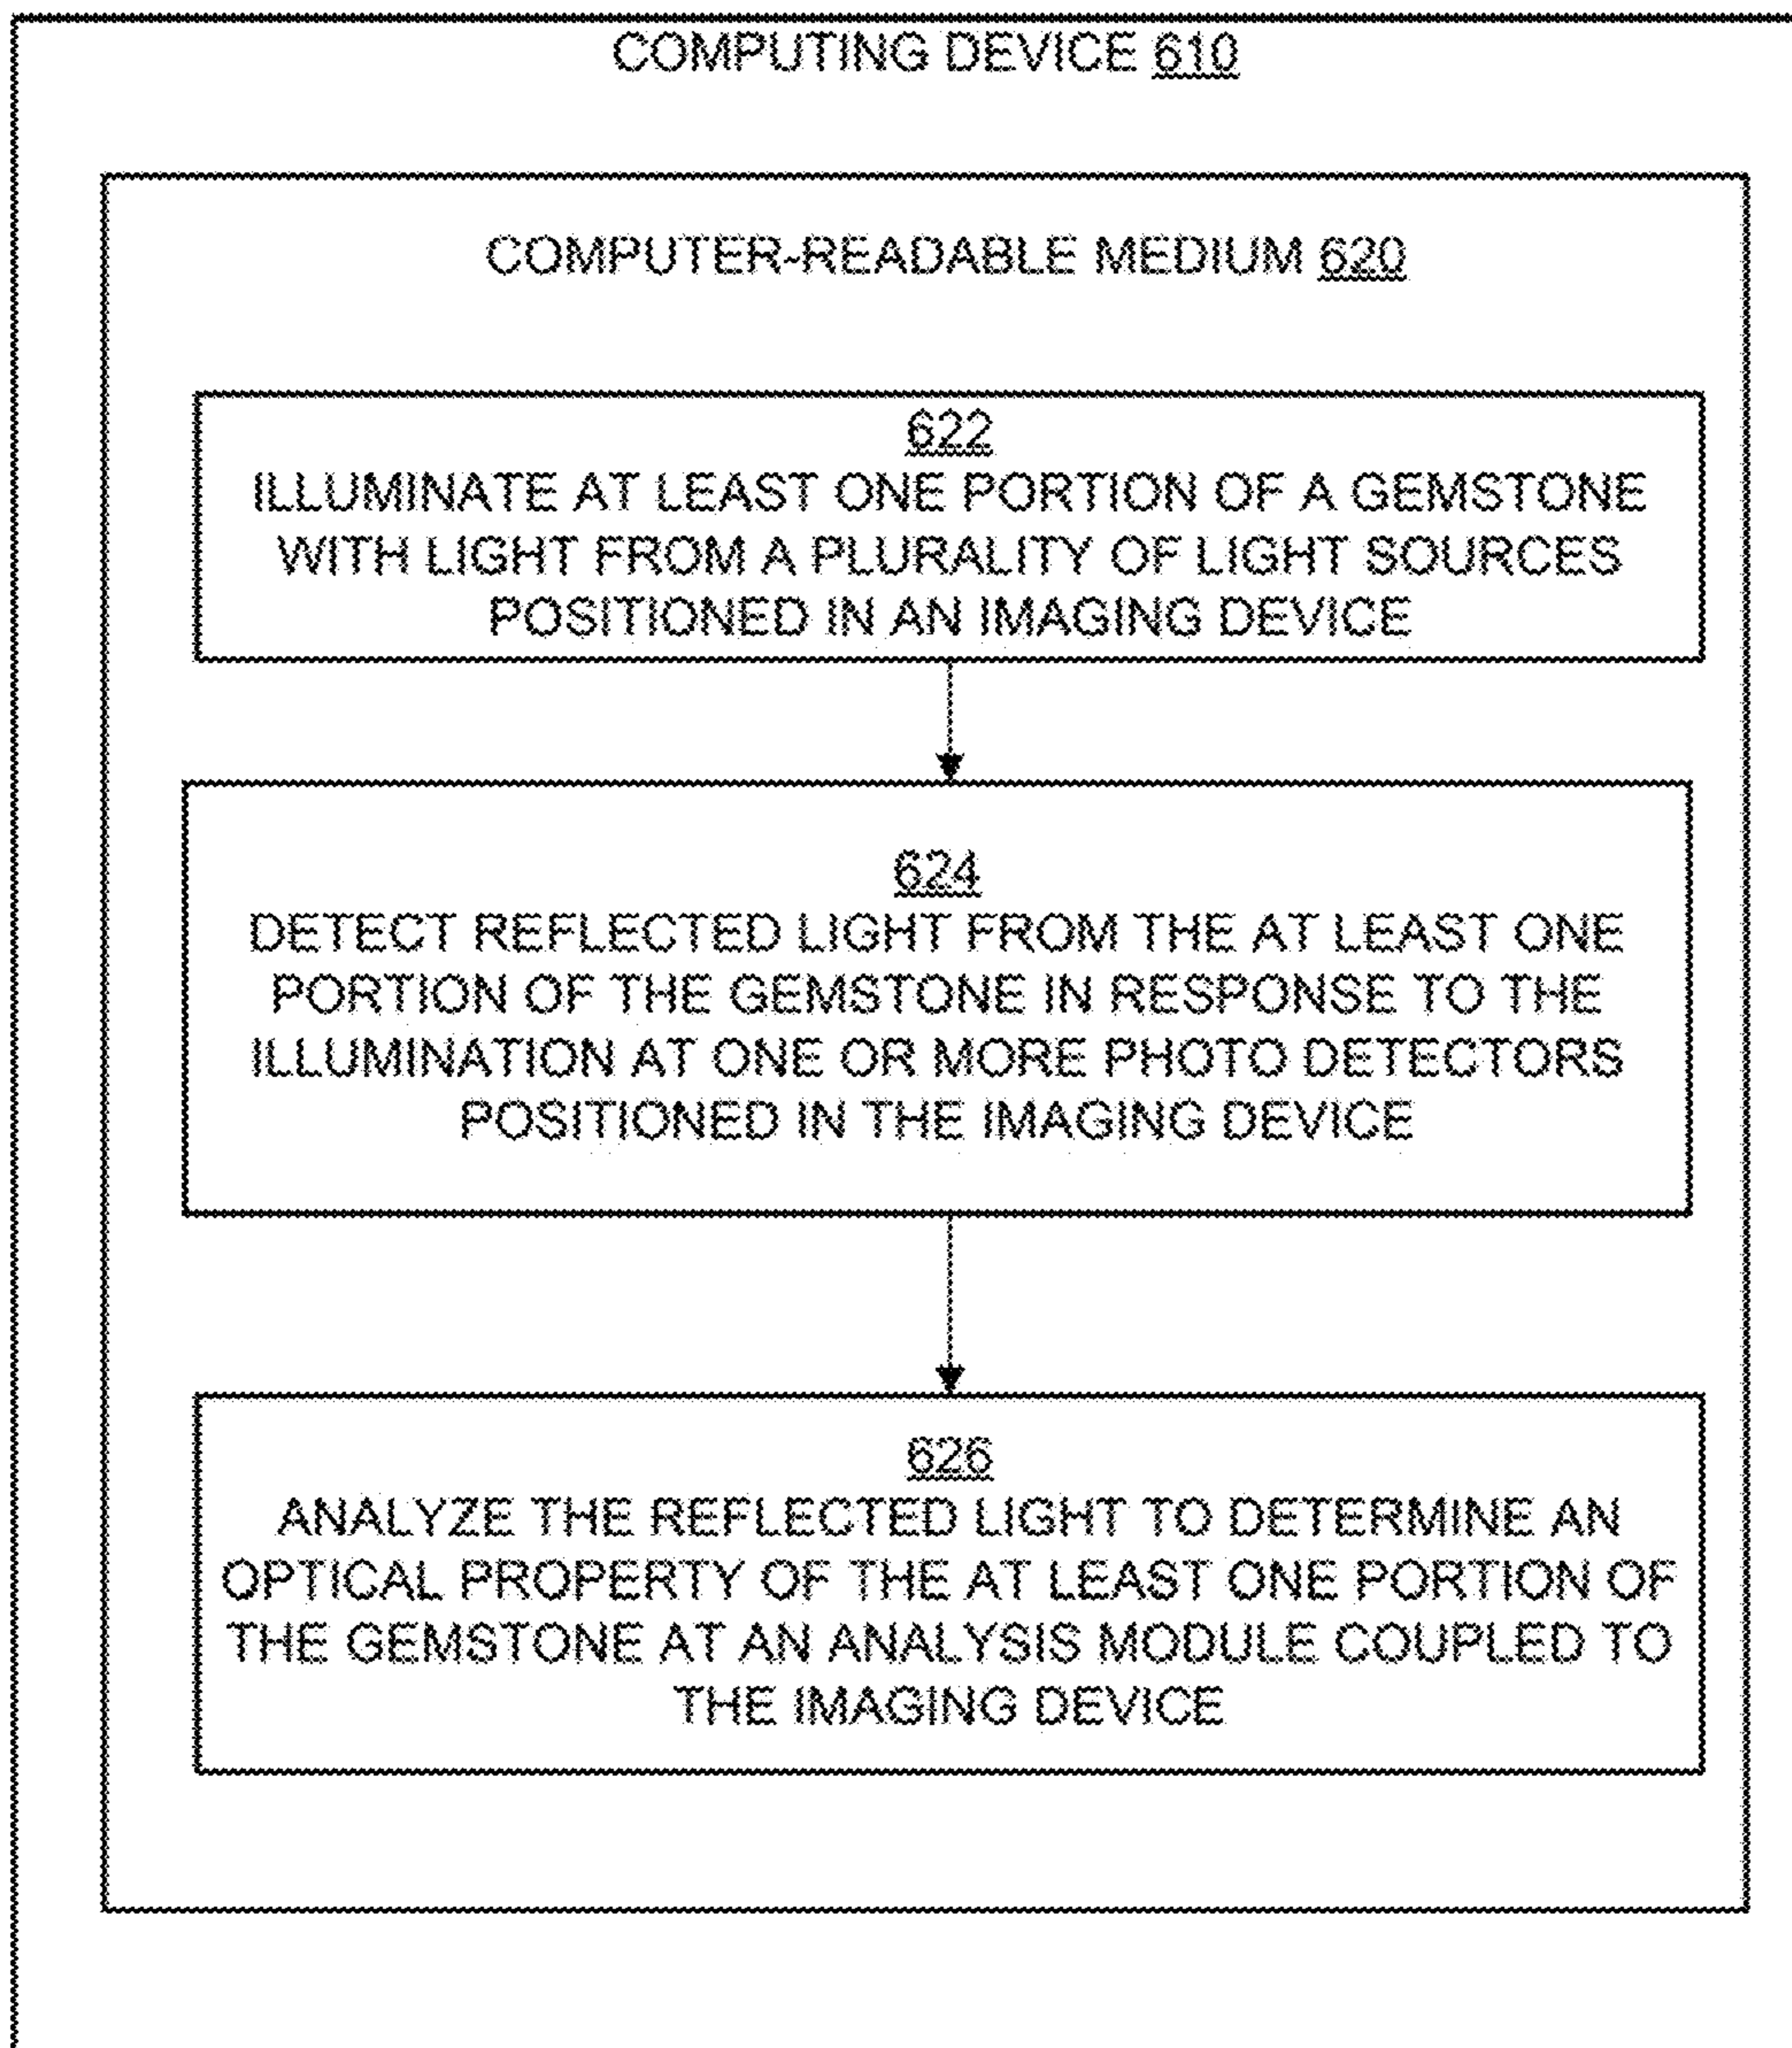 COMPUTING DEVICE 610
COMPUTER-READABLE MEDIUM 620
622
ILLUMINATE AT LEAST ONE PORTION OF A GEMSTONE
WITH LIGHT FROM A PLURALITY OF LIGHT SOURCES
POSITIONED IN AN IMAGING DEVICE
624
DETECT REFLECTED LIGHT FROM THE AT LEAST ONE
PORTION OF THE GEMSTONE IN RESPONSE TO THE
ILLUMINATION AT ONE OR MORE PHOTO DETECTORS
POSITIONED IN THE IMAGING DEVICE
626
ANALYZE THE REFLECTED LIGHT TO DETERMINE AN
OPTICAL PROPERTY OF THE AT LEAST ONE PORTION OF
THE GEMSTONE AT AN ANALYSIS MODULE COUPLED TO
THE IMAGING DEVICE